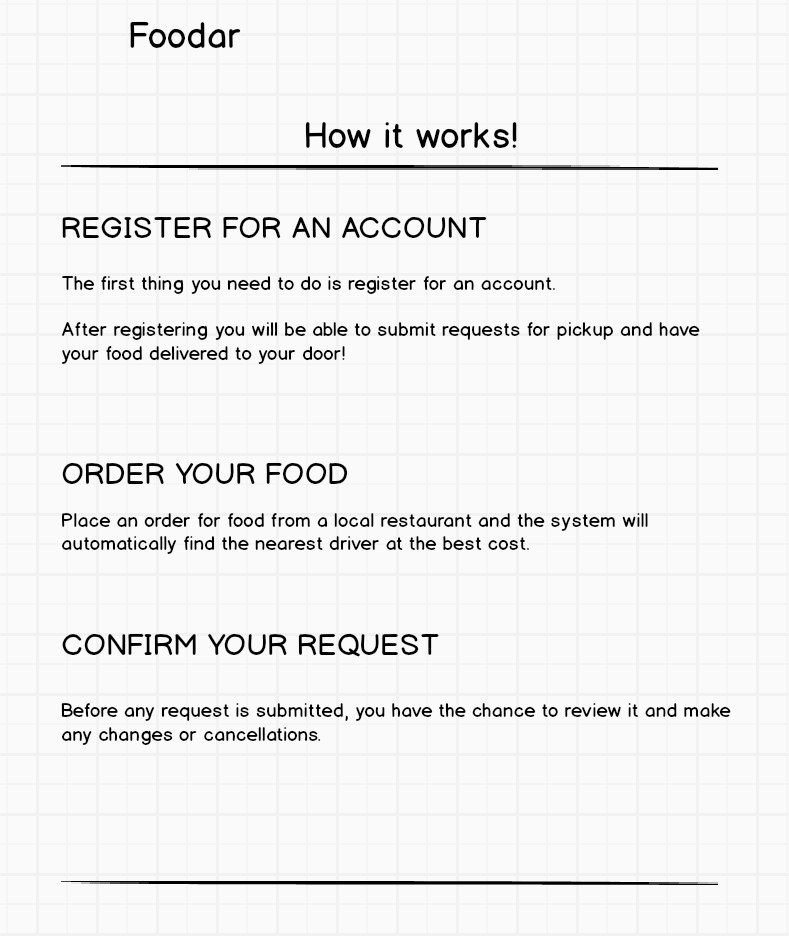 Foodar
How it works!
REGISTER FOR AN ACCOUNT
The first thing you need to do is register for an account.
After registering you will be able to submit requests for pickup and have
your food delivered to your door!
ORDER YOUR FOOD
Place an order for food from a local restaurant and the system will
automatically find the nearest driver at the best cost.
CONFIRM YOUR REQUEST
Before any request is submitted, you have the chance to review it and make
any changes or cancellations.